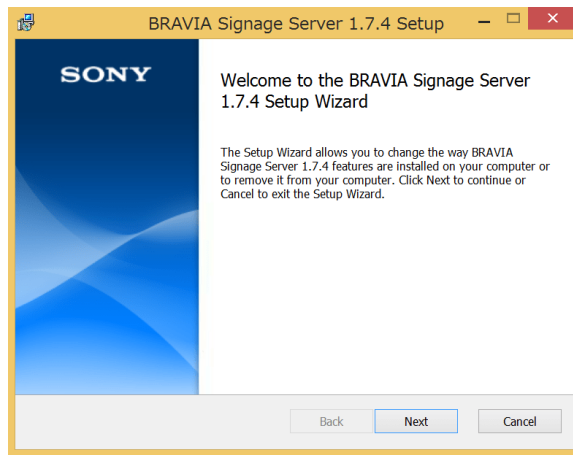 BRAVIA Signage Server 1.7.4 Setup
SONY
Welcome to the BRAVIA Signage Server
1.7.4 Setup Wizard
The Setup Wizard allows you to change the way BRAVIA
Signage Server 1.7.4 features are installed on your computer or
to remove it from your computer. Click Next to continue or
Cancel to exit the Setup Wizard.
Back Next Cancel